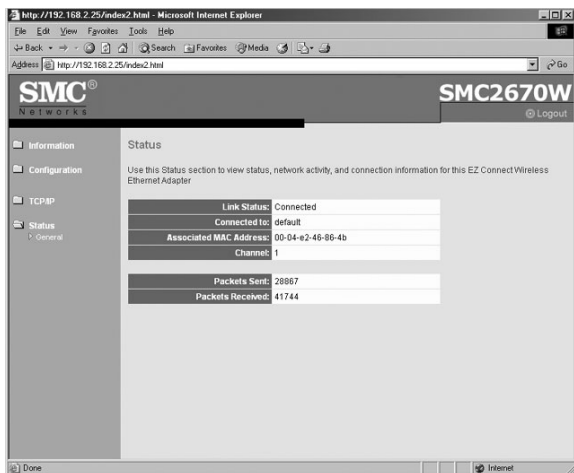 http://192.168.2.25/index2.html - Microsoft Internet Explorer
File Edit View Favorites Tools Help
Back Search Favorites Media
Address http://192.168.2.25/index2.html Go
SMC®
Networks
SMC2670W
Logout
Information
Configuration
TCP/IP
Status
General
Status
Use this Status section to view status, network activity, and connection information for this EZ Connect Wireless
Ethernet Adapter
Link Status: Connected
Connected to: default
Associated MAC Address: 00-04-e2-46-86-4b
Channel: 1
Packets Sent: 28867
Packets Received: 41744
Done Internet